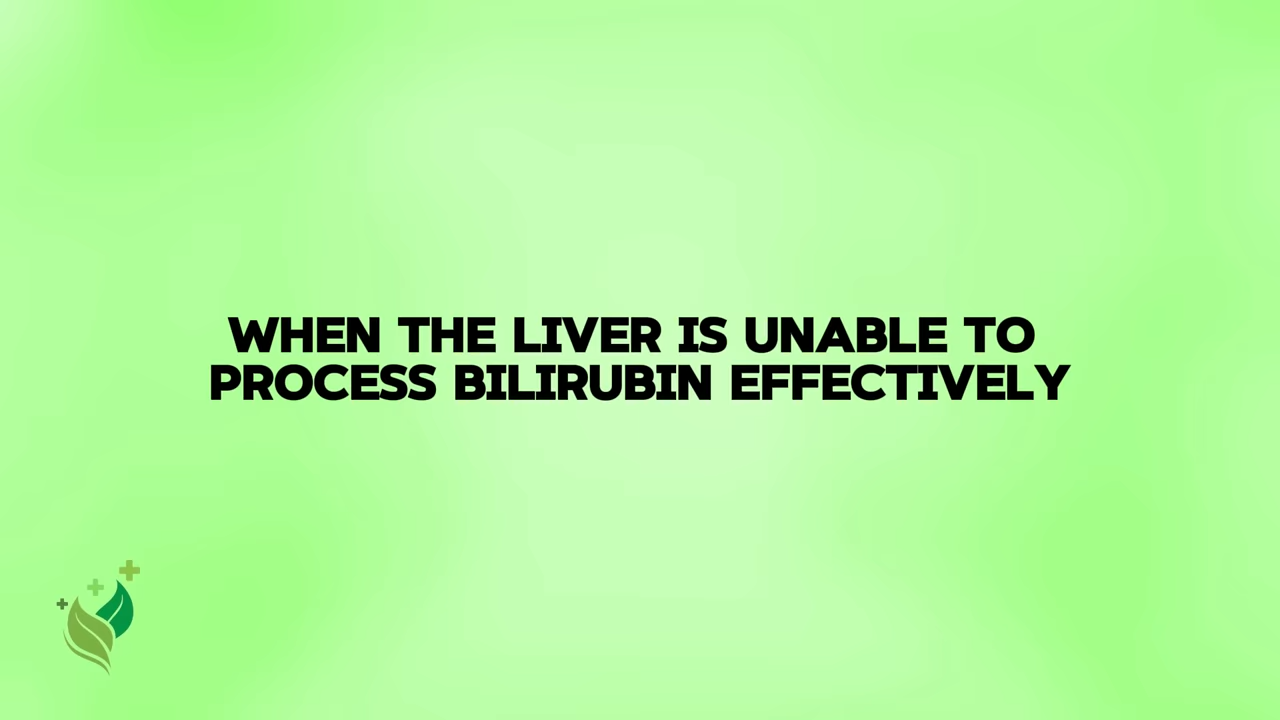 WHEN THE LIVER IS UNABLE TO
PROCESS BILIRUBIN EFFECTIVELY